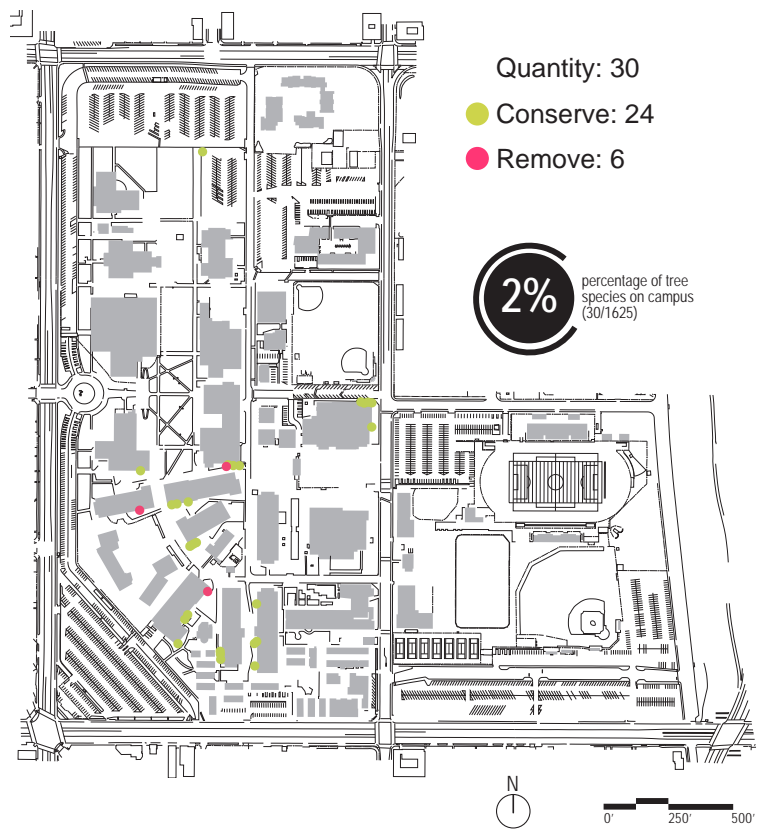 Quantity: 30
Conserve: 24
Remove: 6
2%
percentage of tree
species on campus
(30/1625)
N
0' 250' 500'